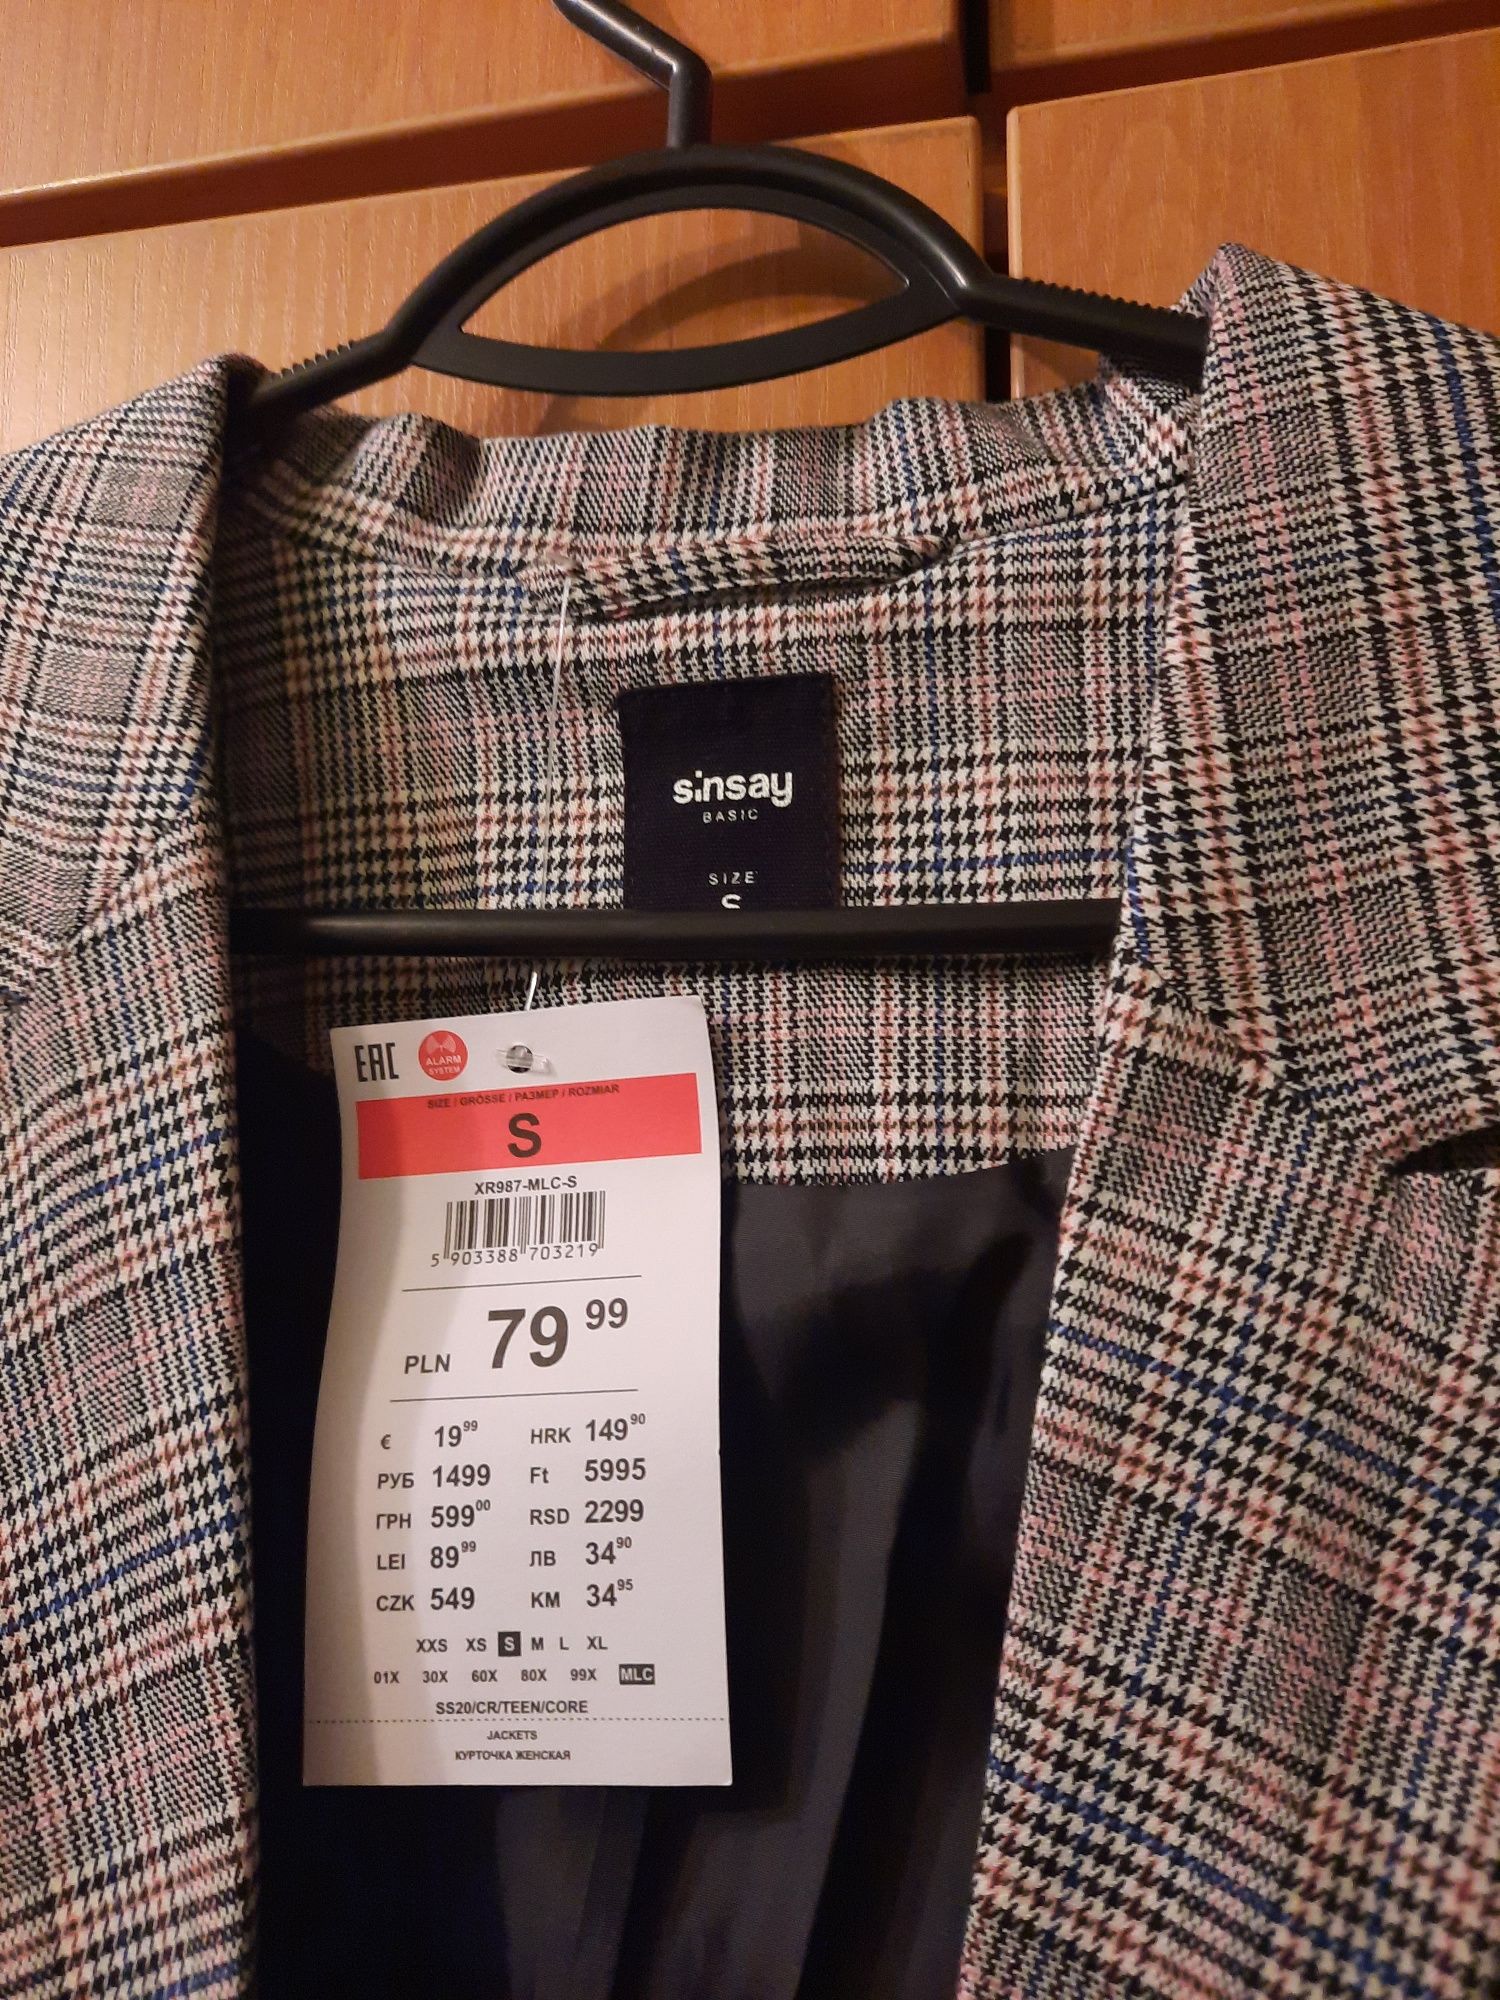 sinsay
BASIC
SIZE
S
EAC
ALARM
SYSTEM
SIZE / GRÖSSE / РАЗМЕР / ROZMIAR
S
XR987-MLC-S
5 903388 703219
PLN 79 99
€ 19 99 HRK 149 90
РУБ 1499 Ft 5995
ГРН 599 00 RSD 2299
LEI 89 99 ЛВ 34 90
CZK 549 KM 34 95
XXS XS S M L XL
01X 30X 60X 80X 99X MLC
SS20/CR/TEEN/CORE
JACKETS
КУРТОЧКА ЖЕНСКАЯ